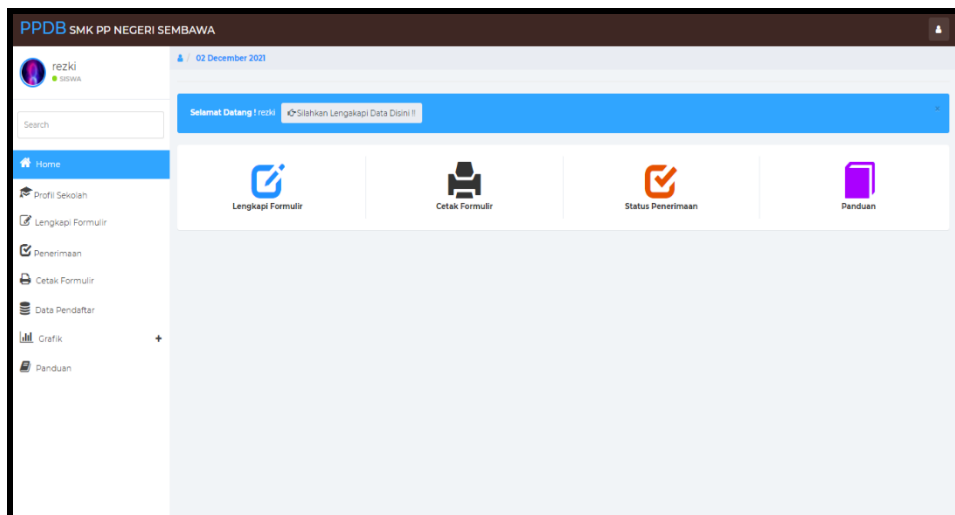 PPDB SMK PP NEGERI SEMBAWA
rezki
SISWA
Search
Home
Profil Sekolah
Lengkapi Formulir
Penerimaan
Cetak Formulir
Data Pendaftar
Grafik +
Panduan
/ 02 December 2021
Selamat Datang ! rezki Silahkan Lengakapi Data Disini !! ×
Lengkapi Formulir
Cetak Formulir
Status Penerimaan
Panduan